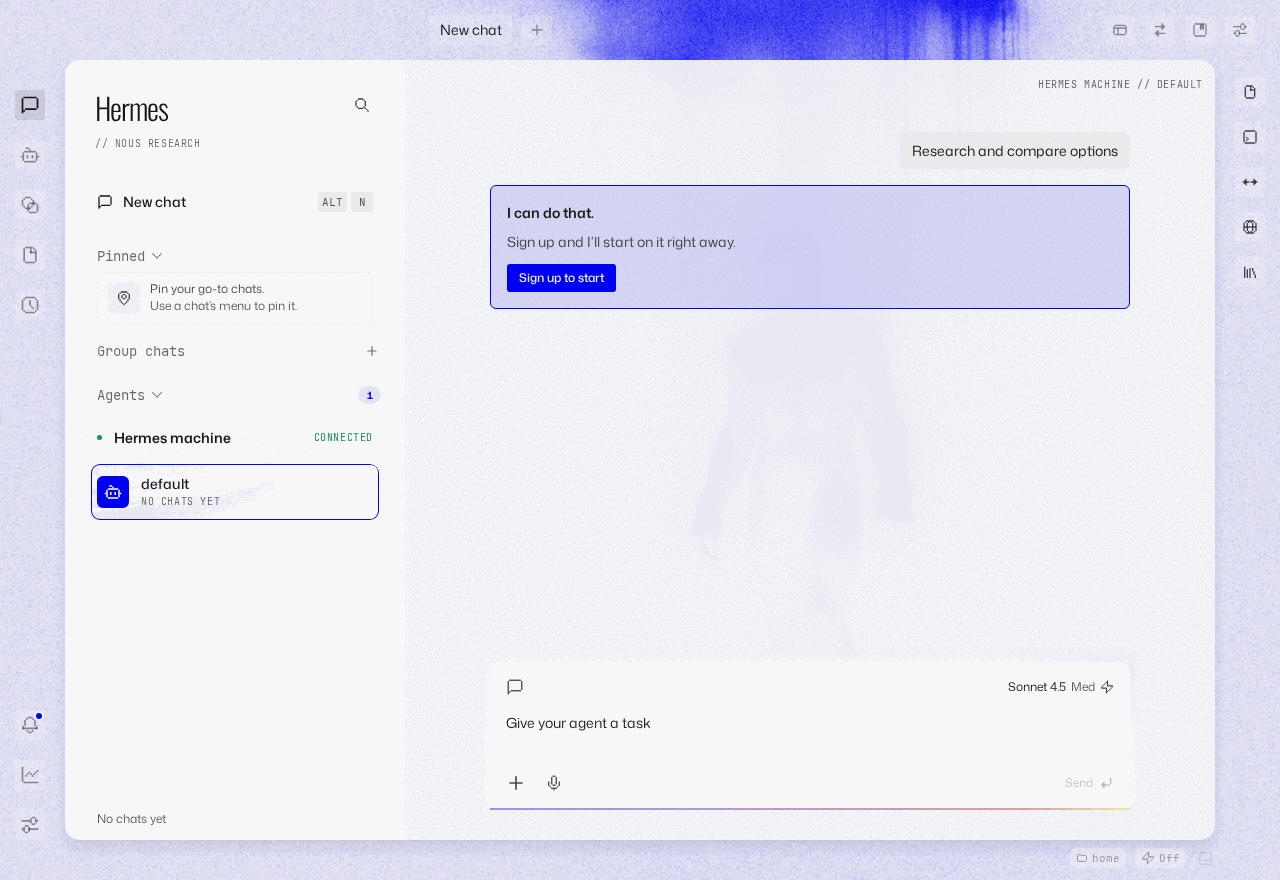 New chat
HERMES MACHINE // DEFAULT
Hermes
// NOUS RESEARCH
New chat
ALT N
Pinned
Pin your go-to chats.
Use a chat's menu to pin it.
Group chats
Agents
1
Hermes machine
CONNECTED
default
NO CHATS YET
No chats yet
Research and compare options
I can do that.
Sign up and I'll start on it right away.
Sign up to start
Sonnet 4.5 Med
Give your agent a task
Send
home
Off